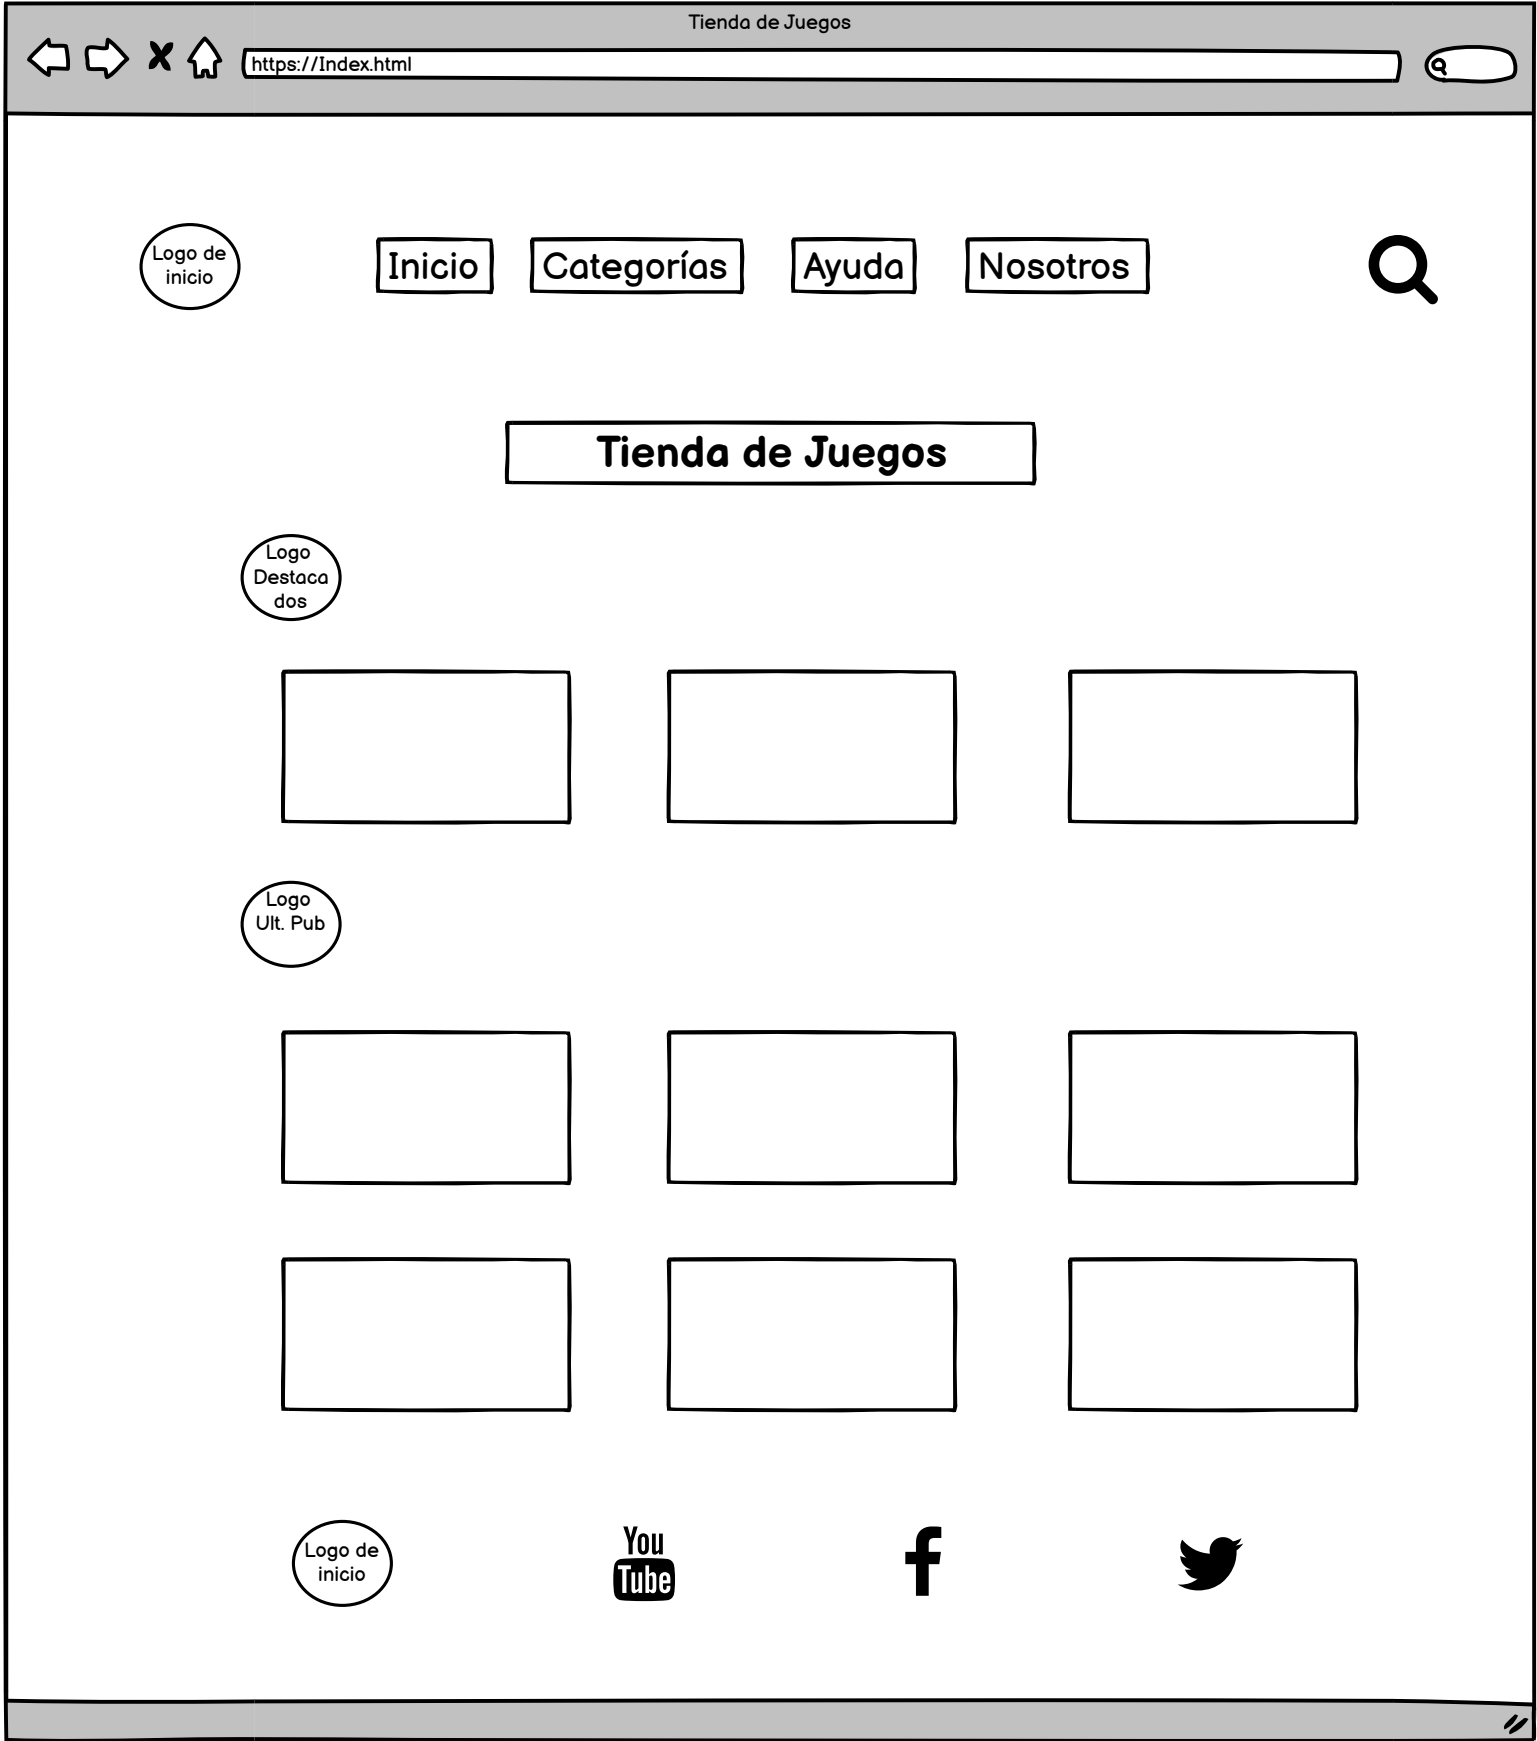 Tienda de Juegos
https://Index.html
Logo de
inicio
Inicio
Categorías
Ayuda
Nosotros
Tienda de Juegos
Logo
Destaca
dos
Logo
Ult. Pub
Logo de
inicio
You
Tube